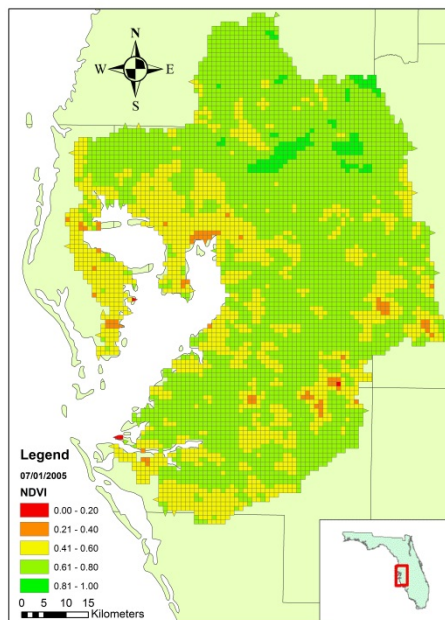 N
W E
S
Legend
07/01/2005
NDVI
0.00 - 0.20
0.21 - 0.40
0.41 - 0.60
0.61 - 0.80
0.81 - 1.00
0 5 10 15
Kilometers